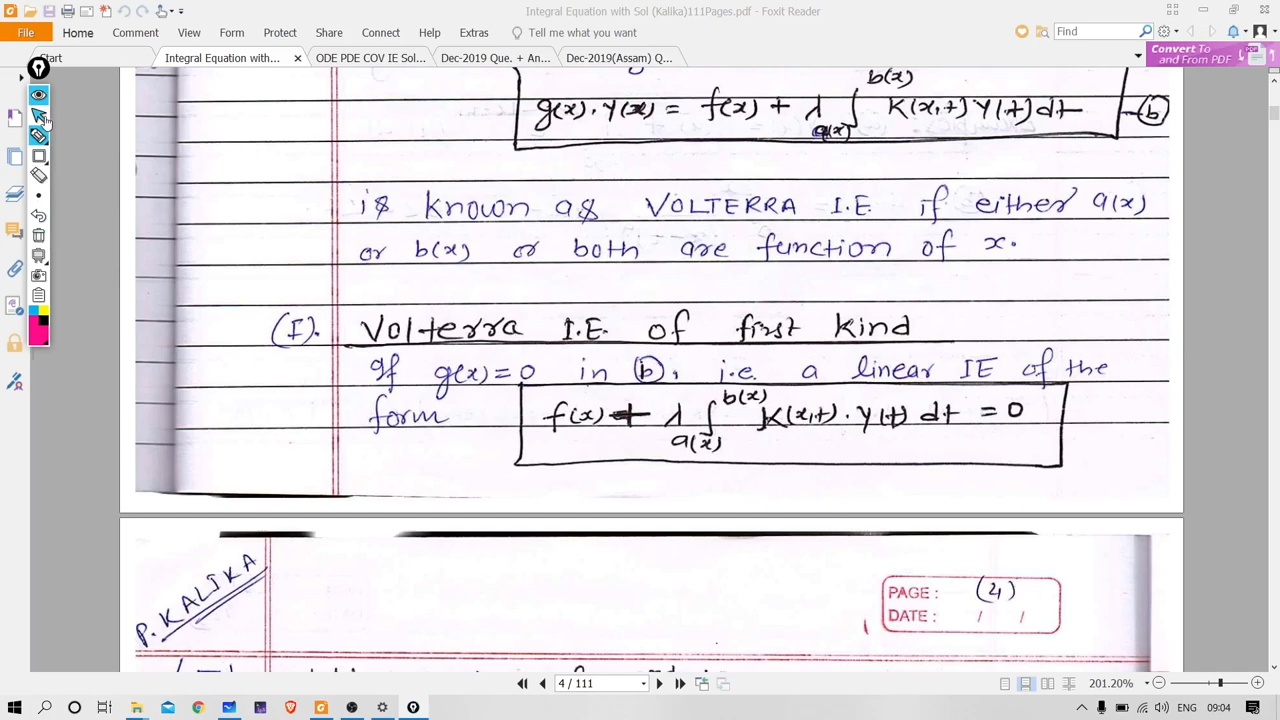 Integral Equation with Sol (Kalika)111Pages.pdf - Foxit Reader
File Home Comment View Form Protect Share Connect Help Extras Tell me what you want Find
Start Integral Equation with... ODE PDE COV IE Sol... Dec-2019 Que. + An... Dec-2019(Assam) Q... Convert To and From PDF
b(x)
g(x).y(x) = f(x) + λ ∫ K(x,t) y(t) dt — (b)
a(x)
is known as VOLTERRA I.E. if either a(x)
or b(x) or both are function of x.
(I). Volterra I.E. of first kind
If g(x)=0 in (b), i.e. a linear IE of the
form f(x) + λ ∫ K(x,t).y(t) dt = 0
b(x)
a(x)
P. KALIKA
PAGE : (4)
DATE : / /
4 / 111
201.20%
ENG 09:04